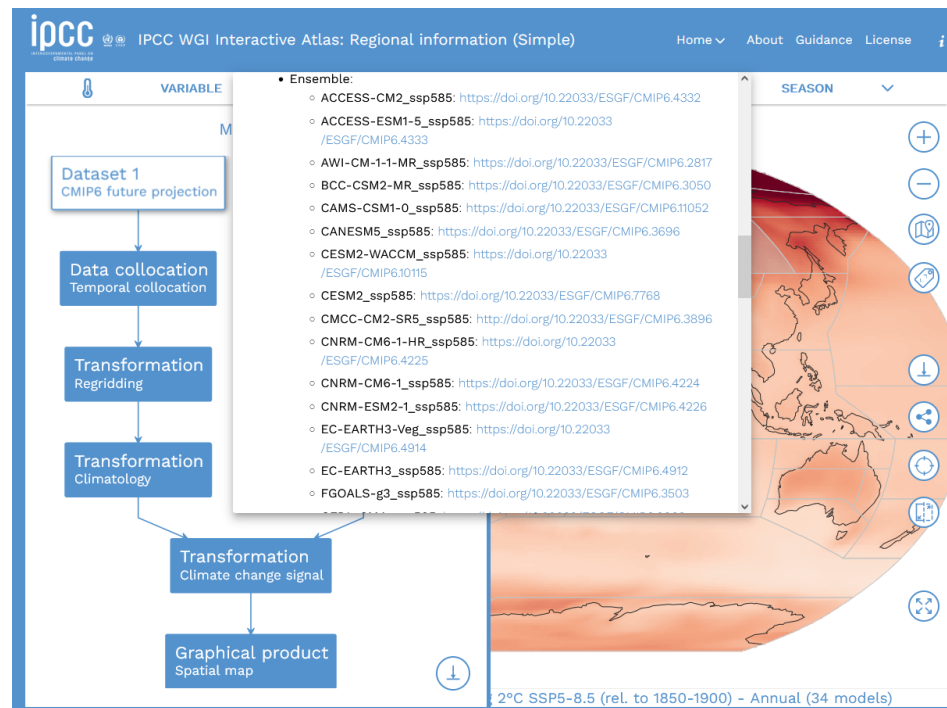 ipcc
INTERGOVERNMENTAL PANEL ON
climate change
IPCC WGI Interactive Atlas: Regional information (Simple)
Home
About
Guidance
License
i
VARIABLE
SEASON
M
Dataset 1
CMIP6 future projection
Data collocation
Temporal collocation
Transformation
Regridding
Transformation
Climatology
Transformation
Climate change signal
Graphical product
Spatial map
Ensemble:
ACCESS-CM2_ssp585: https://doi.org/10.22033/ESGF/CMIP6.4332
ACCESS-ESM1-5_ssp585: https://doi.org/10.22033
/ESGF/CMIP6.4333
AWI-CM-1-1-MR_ssp585: https://doi.org/10.22033/ESGF/CMIP6.2817
BCC-CSM2-MR_ssp585: https://doi.org/10.22033/ESGF/CMIP6.3050
CAMS-CSM1-0_ssp585: https://doi.org/10.22033/ESGF/CMIP6.11052
CANESM5_ssp585: https://doi.org/10.22033/ESGF/CMIP6.3696
CESM2-WACCM_ssp585: https://doi.org/10.22033
/ESGF/CMIP6.10115
CESM2_ssp585: https://doi.org/10.22033/ESGF/CMIP6.7768
CMCC-CM2-SR5_ssp585: http://doi.org/10.22033/ESGF/CMIP6.3896
CNRM-CM6-1-HR_ssp585: https://doi.org/10.22033
/ESGF/CMIP6.4225
CNRM-CM6-1_ssp585: https://doi.org/10.22033/ESGF/CMIP6.4224
CNRM-ESM2-1_ssp585: https://doi.org/10.22033/ESGF/CMIP6.4226
EC-EARTH3-Veg_ssp585: https://doi.org/10.22033
/ESGF/CMIP6.4914
EC-EARTH3_ssp585: https://doi.org/10.22033/ESGF/CMIP6.4912
FGOALS-g3_ssp585: https://doi.org/10.22033/ESGF/CMIP6.3503
2°C SSP5-8.5 (rel. to 1850-1900) - Annual (34 models)